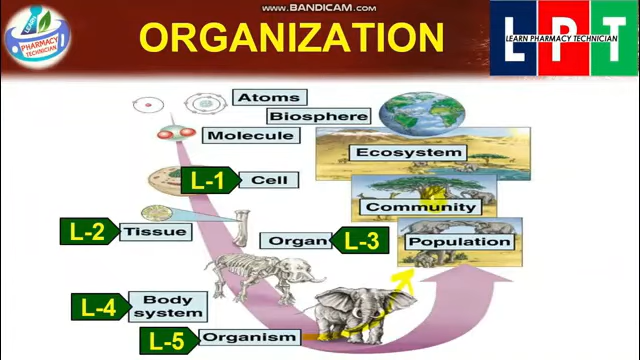 WWW.BANDICAM.COM
ORGANIZATION
LEARN
PHARMACY
TECHNICIAN
LPT
LEARN PHARMACY TECHNICIAN
Atoms
Biosphere
Molecule
Ecosystem
L-1 Cell
Community
L-2 Tissue
Organ L-3
Population
L-4 Body
system
L-5 Organism